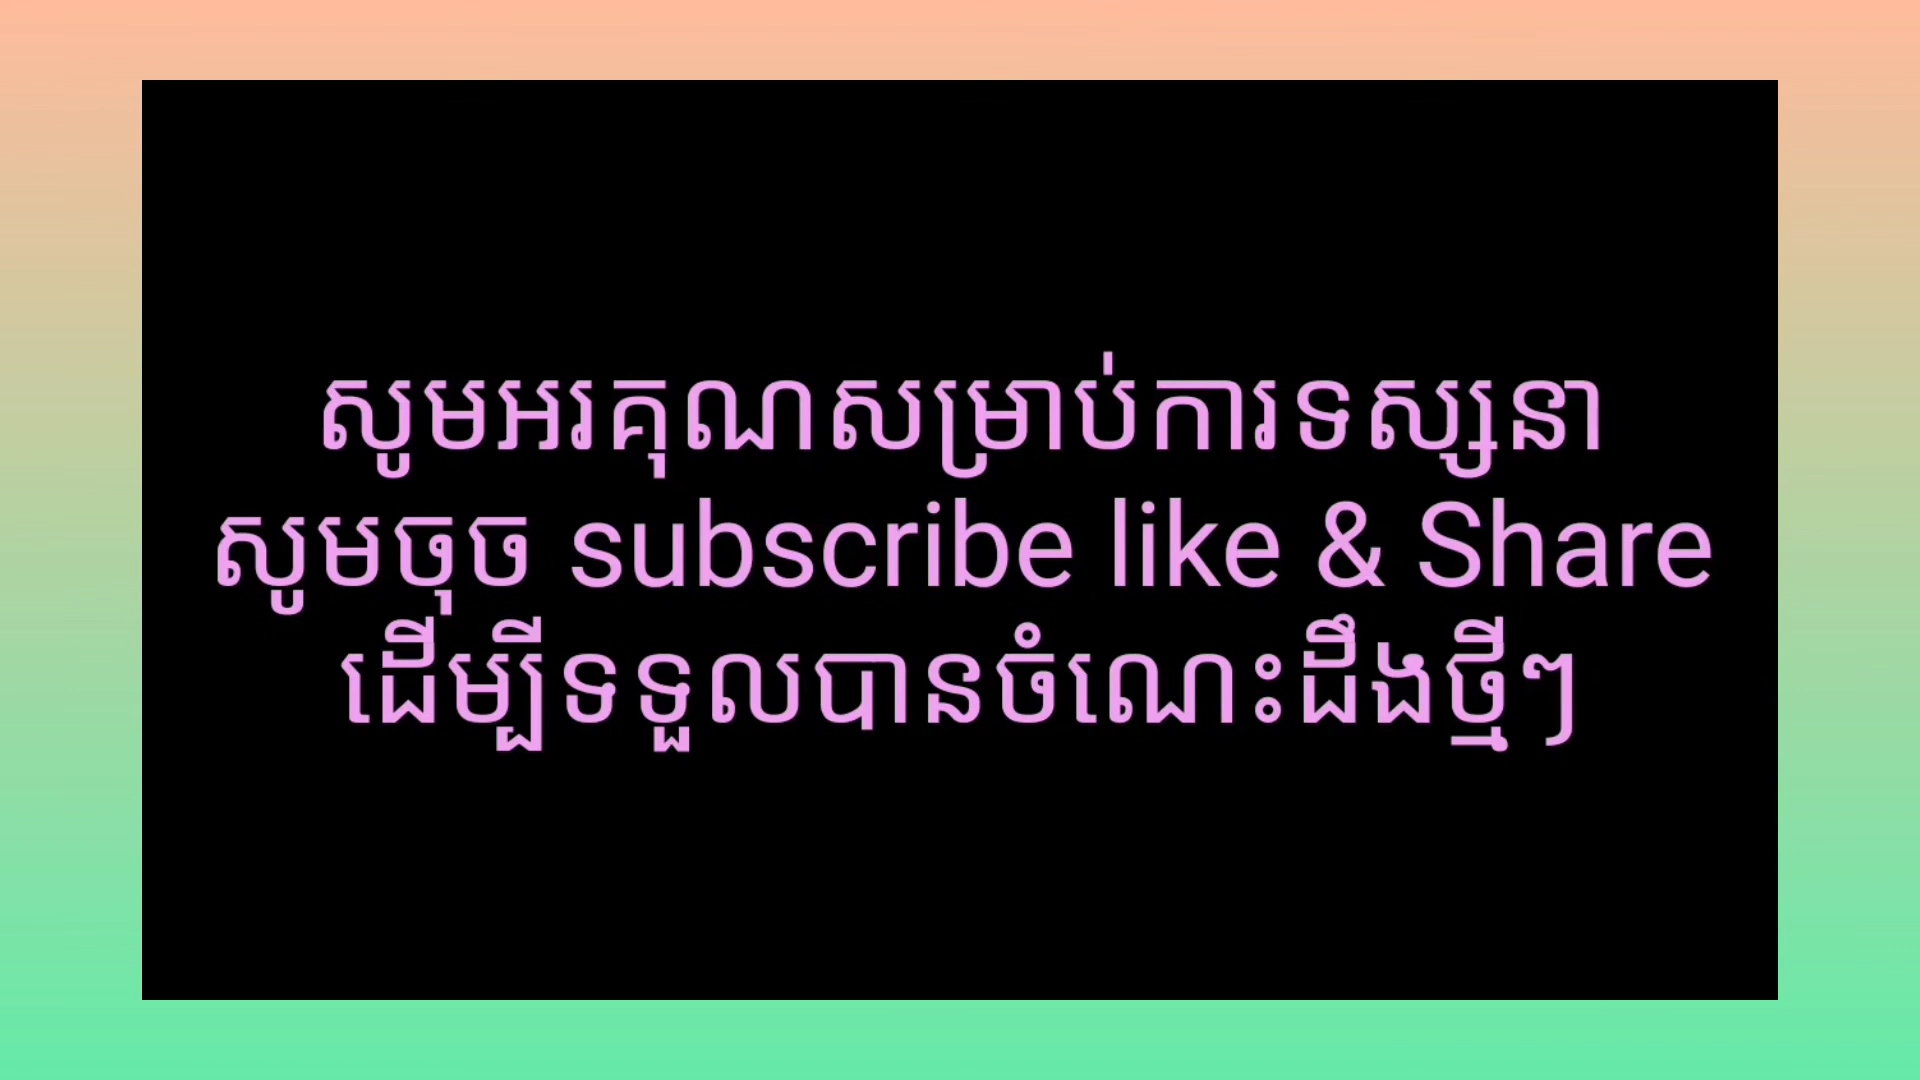 សូមអរគុណសម្រាប់ការទស្សនា
សូមចុច subscribe like & Share
ដើម្បីទទួលបានចំណេះដឹងថ្មីៗ